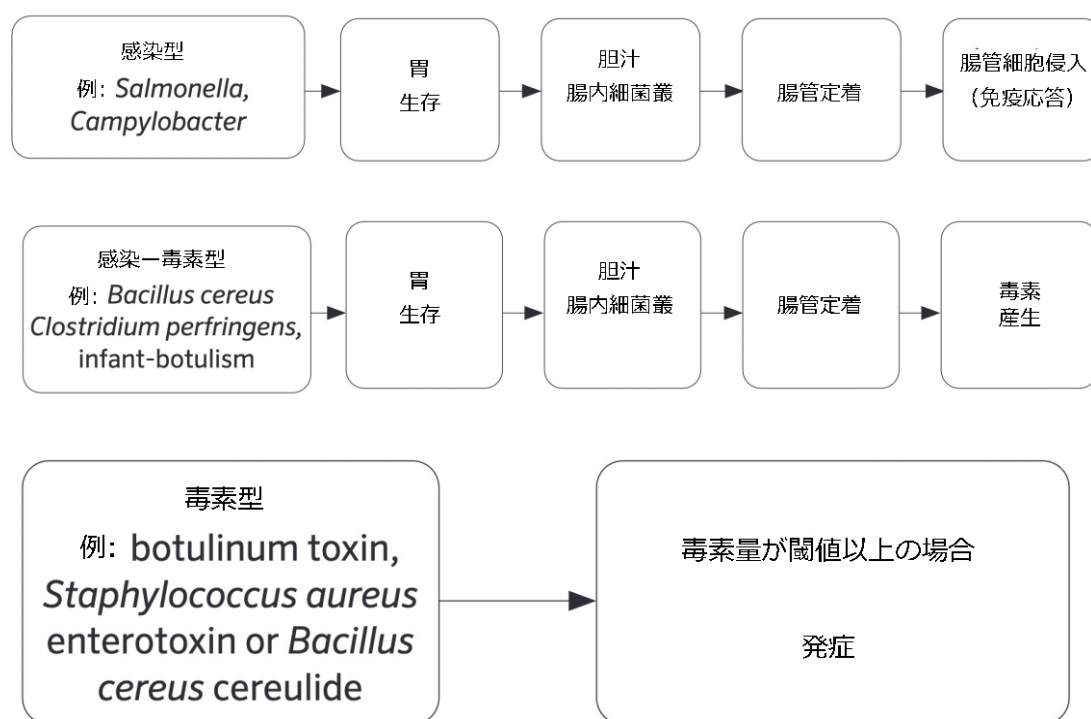 感染型
例: Salmonella,
Campylobacter
胃
生存
胆汁
腸内細菌叢
腸管定着
腸管細胞侵入
(免疫応答)
感染ー毒素型
例: Bacillus cereus
Clostridium perfringens,
infant-botulism
胃
生存
胆汁
腸内細菌叢
腸管定着
毒素
産生
毒素型
例: botulinum toxin,
Staphylococcus aureus
enterotoxin or Bacillus
cereus cereulide
毒素量が閾値以上の場合
発症